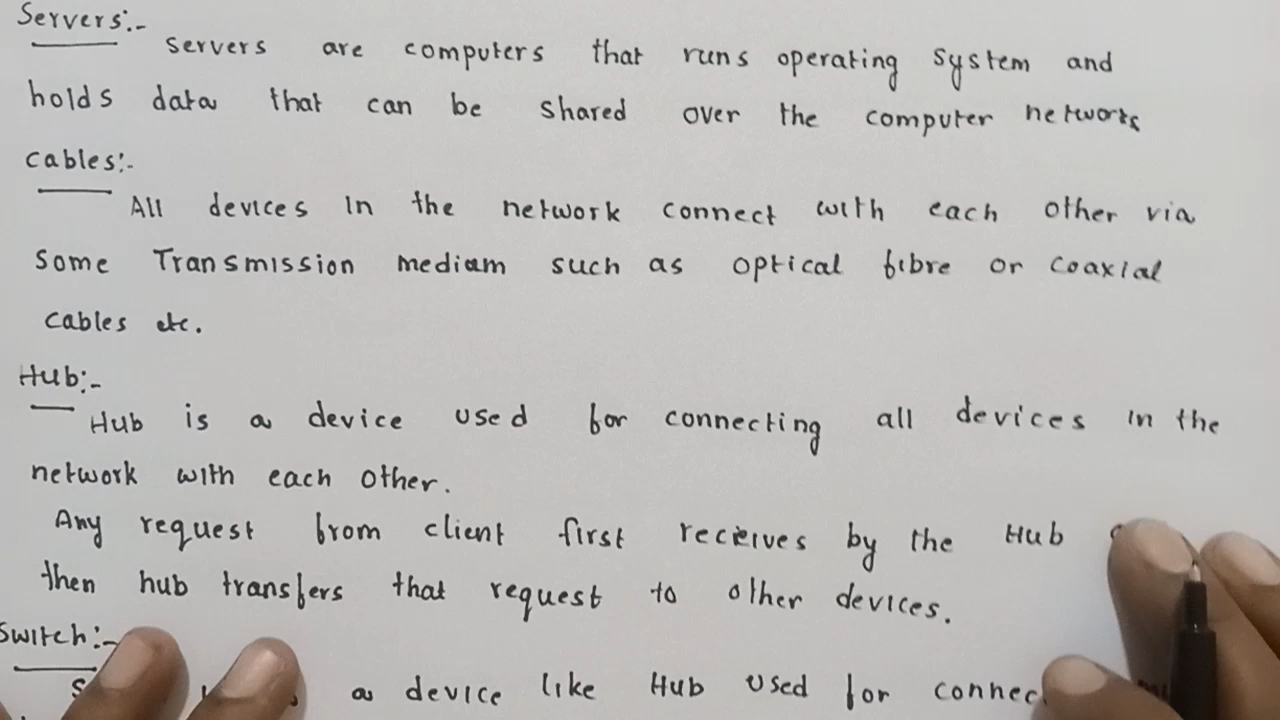 Servers:-
Servers are computers that runs operating system and
holds data that can be shared over the computer networks
Cables:-
All devices in the network connect with each other via
some Transmission mediam such as optical fibre or coaxial
cables etc.
Hub:-
Hub is a device used for connecting all devices in the
network with each other.
Any request from client first recieves by the Hub
then hub transfers that request to other devices.
Switch:-
a device like Hub used for